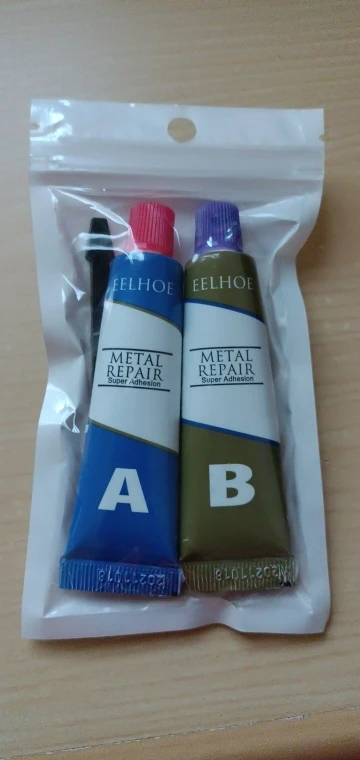 EELHOE
METAL
REPAIR
Super Adhesion
A
EELHOE
METAL
REPAIR
Super Adhesion
B